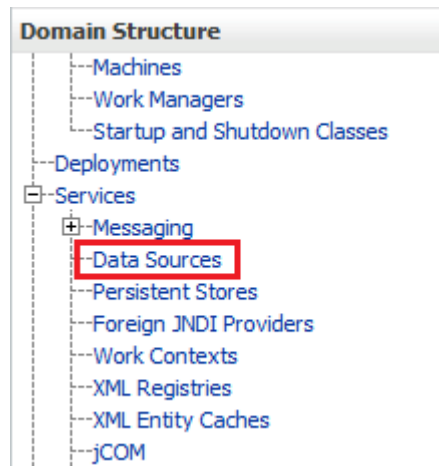 Domain Structure
Machines
Work Managers
Startup and Shutdown Classes
Deployments
Services
Messaging
Data Sources
Persistent Stores
Foreign JNDI Providers
Work Contexts
XML Registries
XML Entity Caches
jCOM